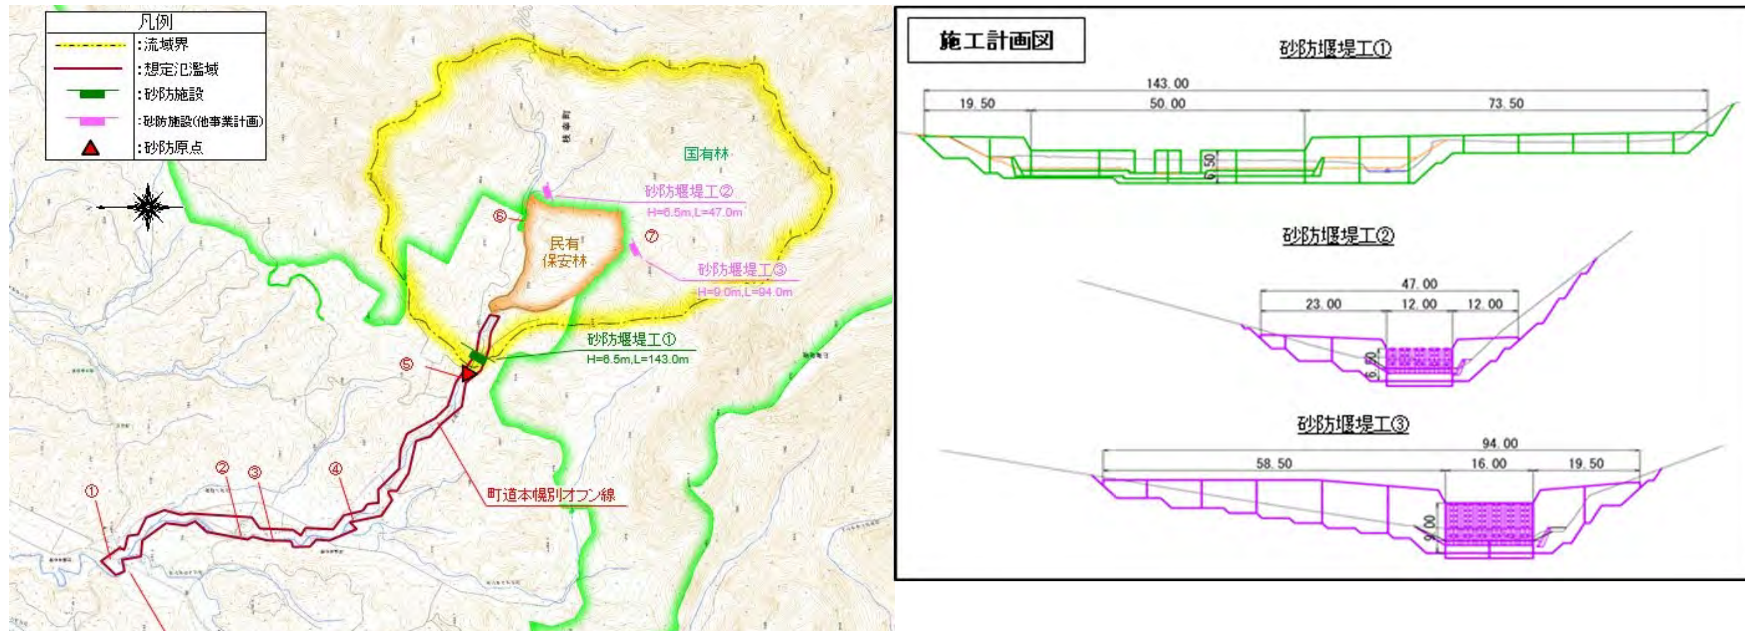 凡例
:流域界
:想定氾濫域
:砂防施設
:砂防施設(他事業計画)
:砂防原点
枝幸町
国有林
砂防堰堤工②
H=6.5m,L=47.0m
⑥
⑦
民有
保安林
砂防堰堤工③
H=9.0m,L=94.0m
砂防堰堤工①
H=6.5m,L=143.0m
⑤
④
②
③
①
町道本幌別オフン線
施工計画図
砂防堰堤工①
143.00
19.50
50.00
73.50
6.50
砂防堰堤工②
47.00
23.00
12.00
12.00
6.50
砂防堰堤工③
94.00
58.50
16.00
19.50
9.00